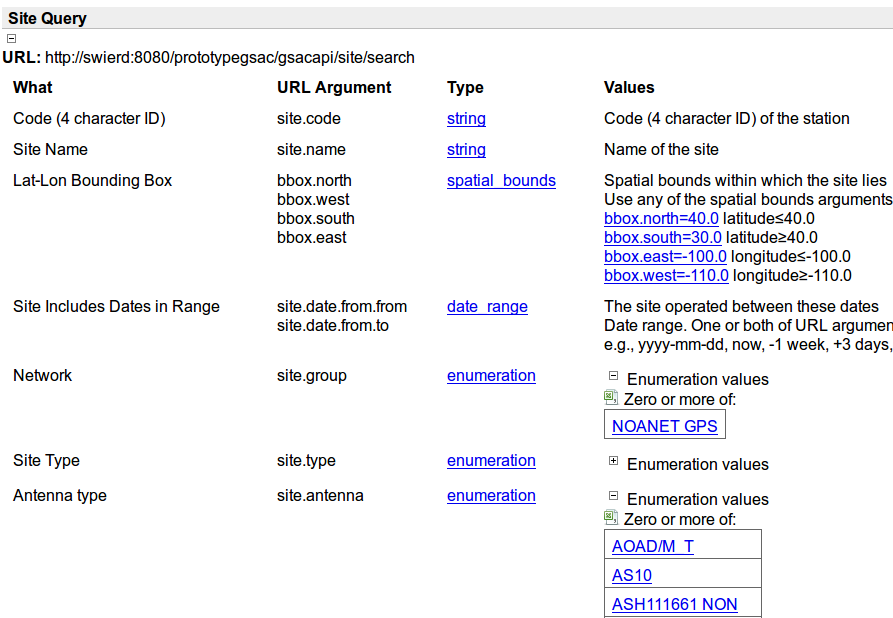 Site Query
URL: http://swierd:8080/prototypegsac/gsacapi/site/search
What URL Argument Type Values
Code (4 character ID) site.code string Code (4 character ID) of the station
Site Name site.name string Name of the site
Lat-Lon Bounding Box bbox.north spatial_bounds Spatial bounds within which the site lies
bbox.west Use any of the spatial bounds arguments
bbox.south bbox.north=40.0 latitude≤40.0
bbox.east bbox.south=30.0 latitude≥40.0
bbox.east=-100.0 longitude≤-100.0
bbox.west=-110.0 longitude≥-110.0
Site Includes Dates in Range site.date.from.from date_range The site operated between these dates
site.date.from.to Date range. One or both of URL argumen
e.g., yyyy-mm-dd, now, -1 week, +3 days,
Network site.group enumeration Enumeration values
Zero or more of:
NOANET GPS
Site Type site.type enumeration Enumeration values
Antenna type site.antenna enumeration Enumeration values
Zero or more of:
AOAD/M_T
AS10
ASH111661 NON